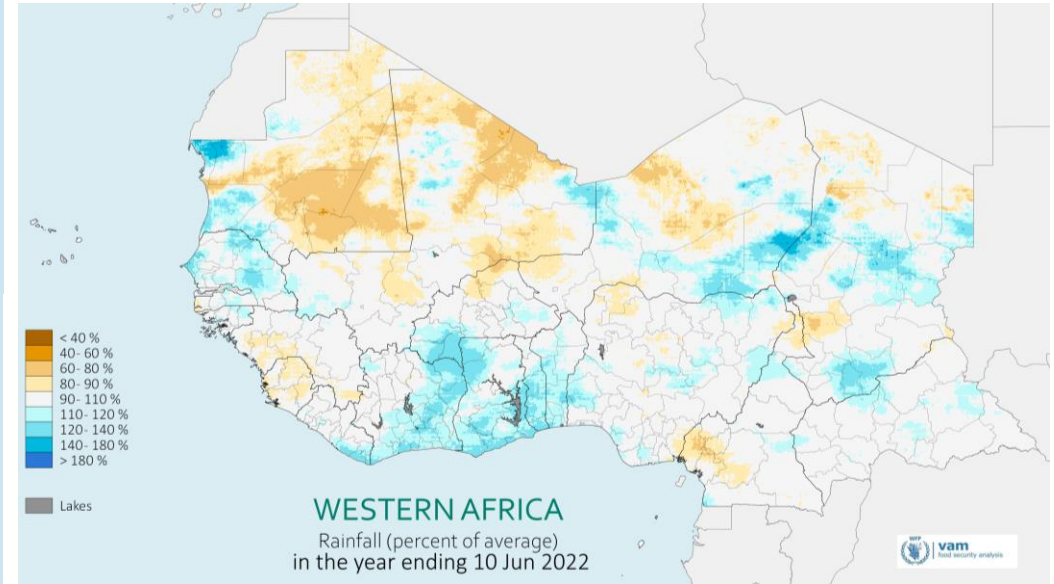 < 40 %
40- 60 %
60- 80 %
80- 90 %
90- 110 %
110- 120 %
120- 140 %
140- 180 %
> 180 %
Lakes
WESTERN AFRICA
Rainfall (percent of average)
in the year ending 10 Jun 2022
WFP
vam
food security analysis